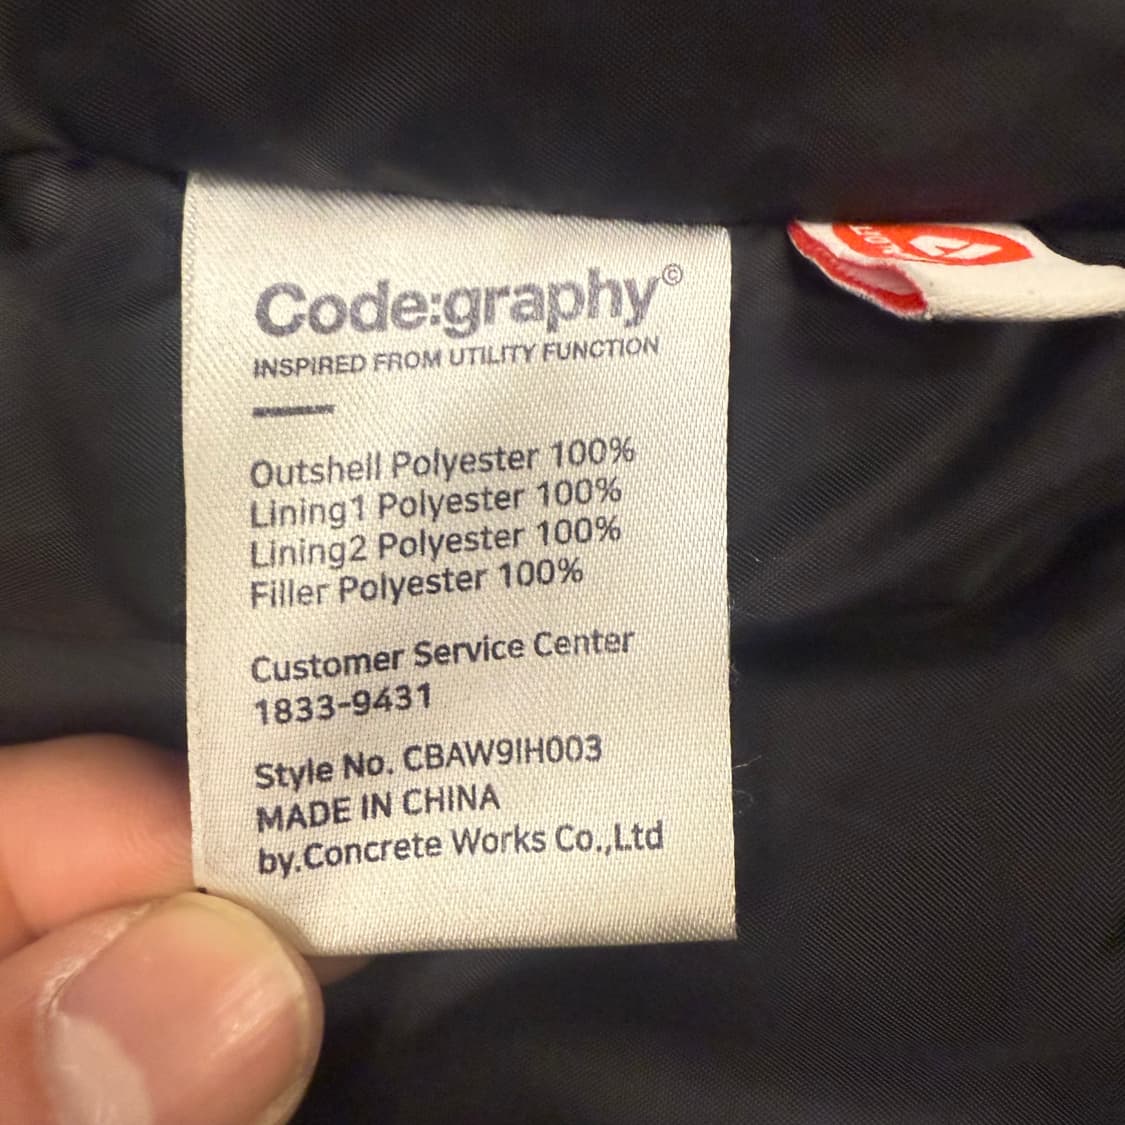 Code:graphy©
INSPIRED FROM UTILITY FUNCTION
Outshell Polyester 100%
Lining1 Polyester 100%
Lining2 Polyester 100%
Filler Polyester 100%
Customer Service Center
1833-9431
Style No. CBAW9IH003
MADE IN CHINA
by.Concrete Works Co.,Ltd